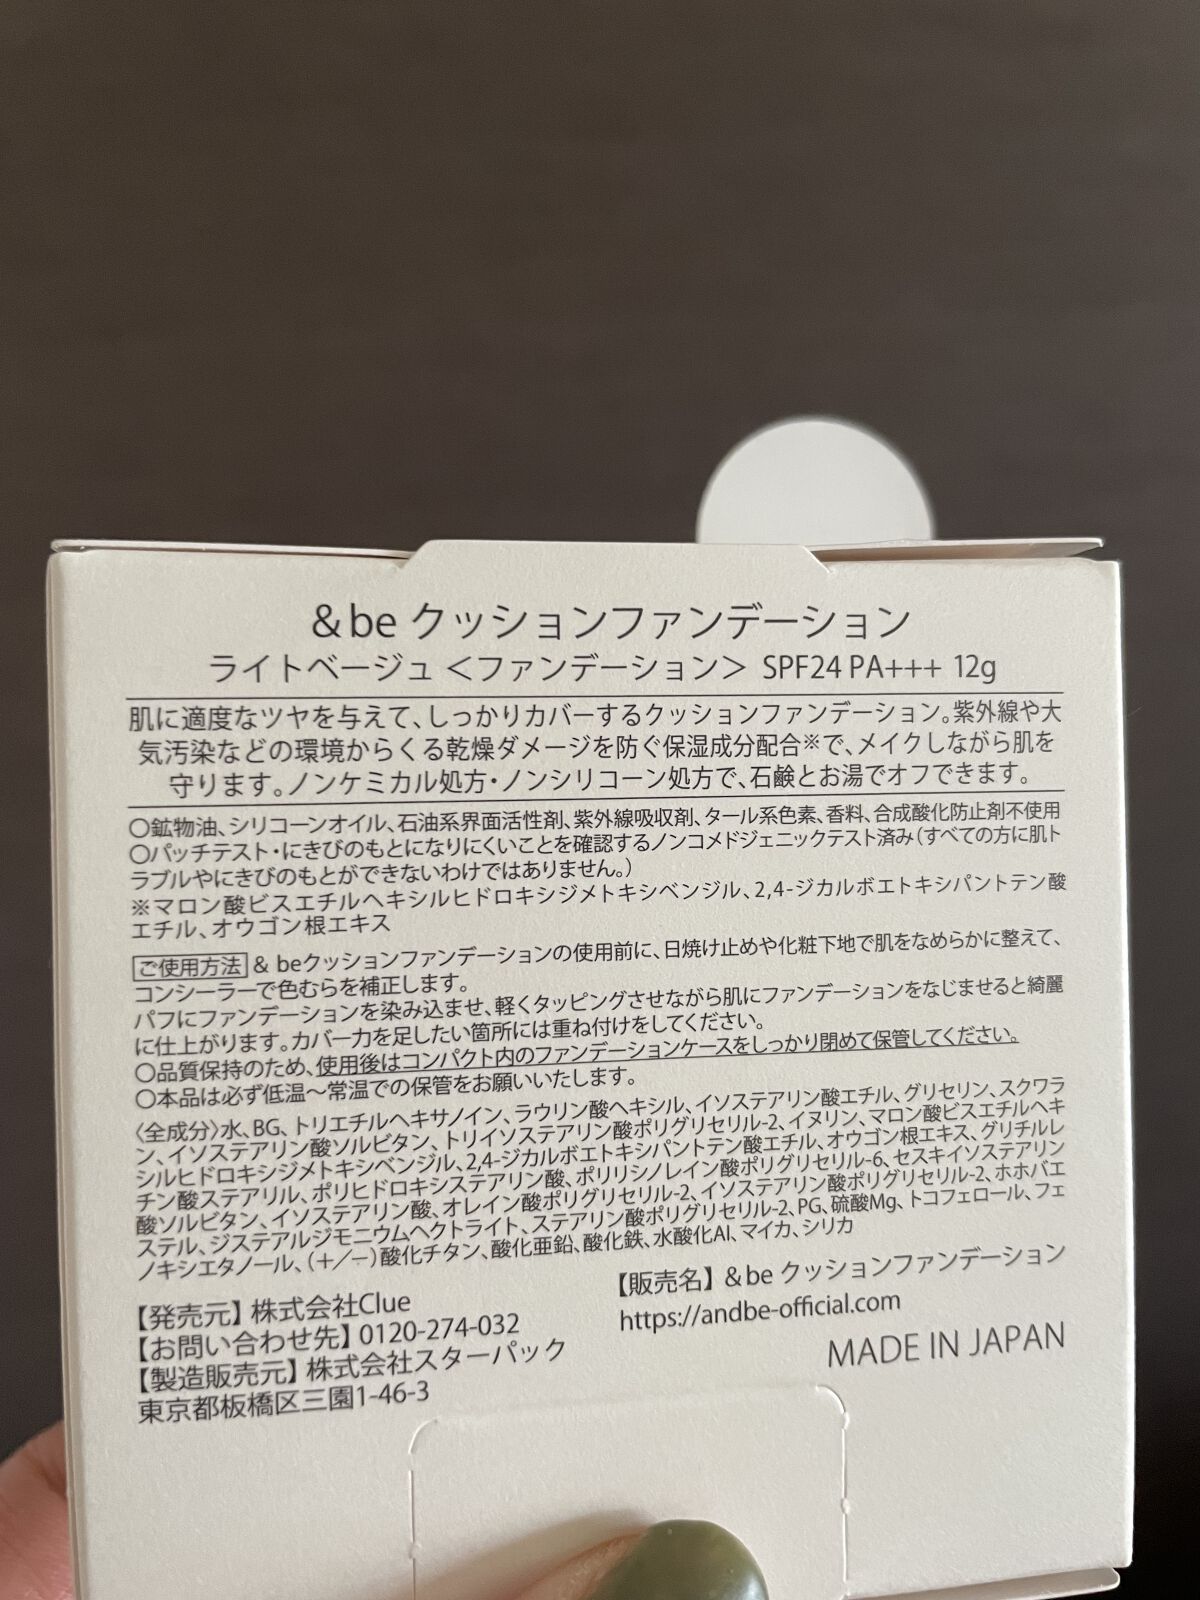 &be クッションファンデーション
ライトベージュ ＜ファンデーション＞ SPF24 PA+++ 12g
肌に適度なツヤを与えて、しっかりカバーするクッションファンデーション。紫外線や大
気汚染などの環境からくる乾燥ダメージを防ぐ保湿成分配合※で、メイクしながら肌を
守ります。ノンケミカル処方・ノンシリコーン処方で、石鹸とお湯でオフできます。
○鉱物油、シリコーンオイル、石油系界面活性剤、紫外線吸収剤、タール系色素、香料、合成酸化防止剤不使用
○パッチテスト・にきびのもとになりにくいことを確認するノンコメドジェニックテスト済み（すべての方に肌ト
ラブルやにきびのもとができないわけではありません。）
※マロン酸ビスエチルヘキシルヒドロキシジメトキシベンジル、2,4-ジカルボエトキシパントテン酸
エチル、オウゴン根エキス
ご使用方法 & beクッションファンデーションの使用前に、日焼け止めや化粧下地で肌をなめらかに整えて、
コンシーラーで色むらを補正します。
パフにファンデーションを染み込ませ、軽くタッピングさせながら肌にファンデーションをなじませると綺麗
に仕上がります。カバー力を足したい箇所には重ね付けをしてください。
○品質保持のため、使用後はコンパクト内のファンデーションケースをしっかり閉めて保管してください。
○本品は必ず低温～常温での保管をお願いいたします。
〈全成分〉水、BG、トリエチルヘキサノイン、ラウリン酸ヘキシル、イソステアリン酸エチル、グリセリン、スクワラ
ン、イソステアリン酸ソルビタン、トリイソステアリン酸ポリグリセリル-2、イヌリン、マロン酸ビスエチルヘキ
シルヒドロキシジメトキシベンジル、2,4-ジカルボエトキシパントテン酸エチル、オウゴン根エキス、グリチルレ
チン酸ステアリル、ポリヒドロキシステアリン酸、ポリリシノレイン酸ポリグリセリル-6、セスキイソステアリン
酸ソルビタン、イソステアリン酸、オレイン酸ポリグリセリル-2、イソステアリン酸ポリグリセリル-2、ホホバエ
ステル、ジステアルジモニウムヘクトライト、ステアリン酸ポリグリセリル-2、PG、硫酸Mg、トコフェロール、フェ
ノキシエタノール、（＋／－）酸化チタン、酸化亜鉛、酸化鉄、水酸化Al、マイカ、シリカ
【販売名】&be クッションファンデーション
https://andbe-official.com
【発売元】株式会社Clue
【お問い合わせ先】0120-274-032
【製造販売元】株式会社スターパック
東京都板橋区三園1-46-3
MADE IN JAPAN